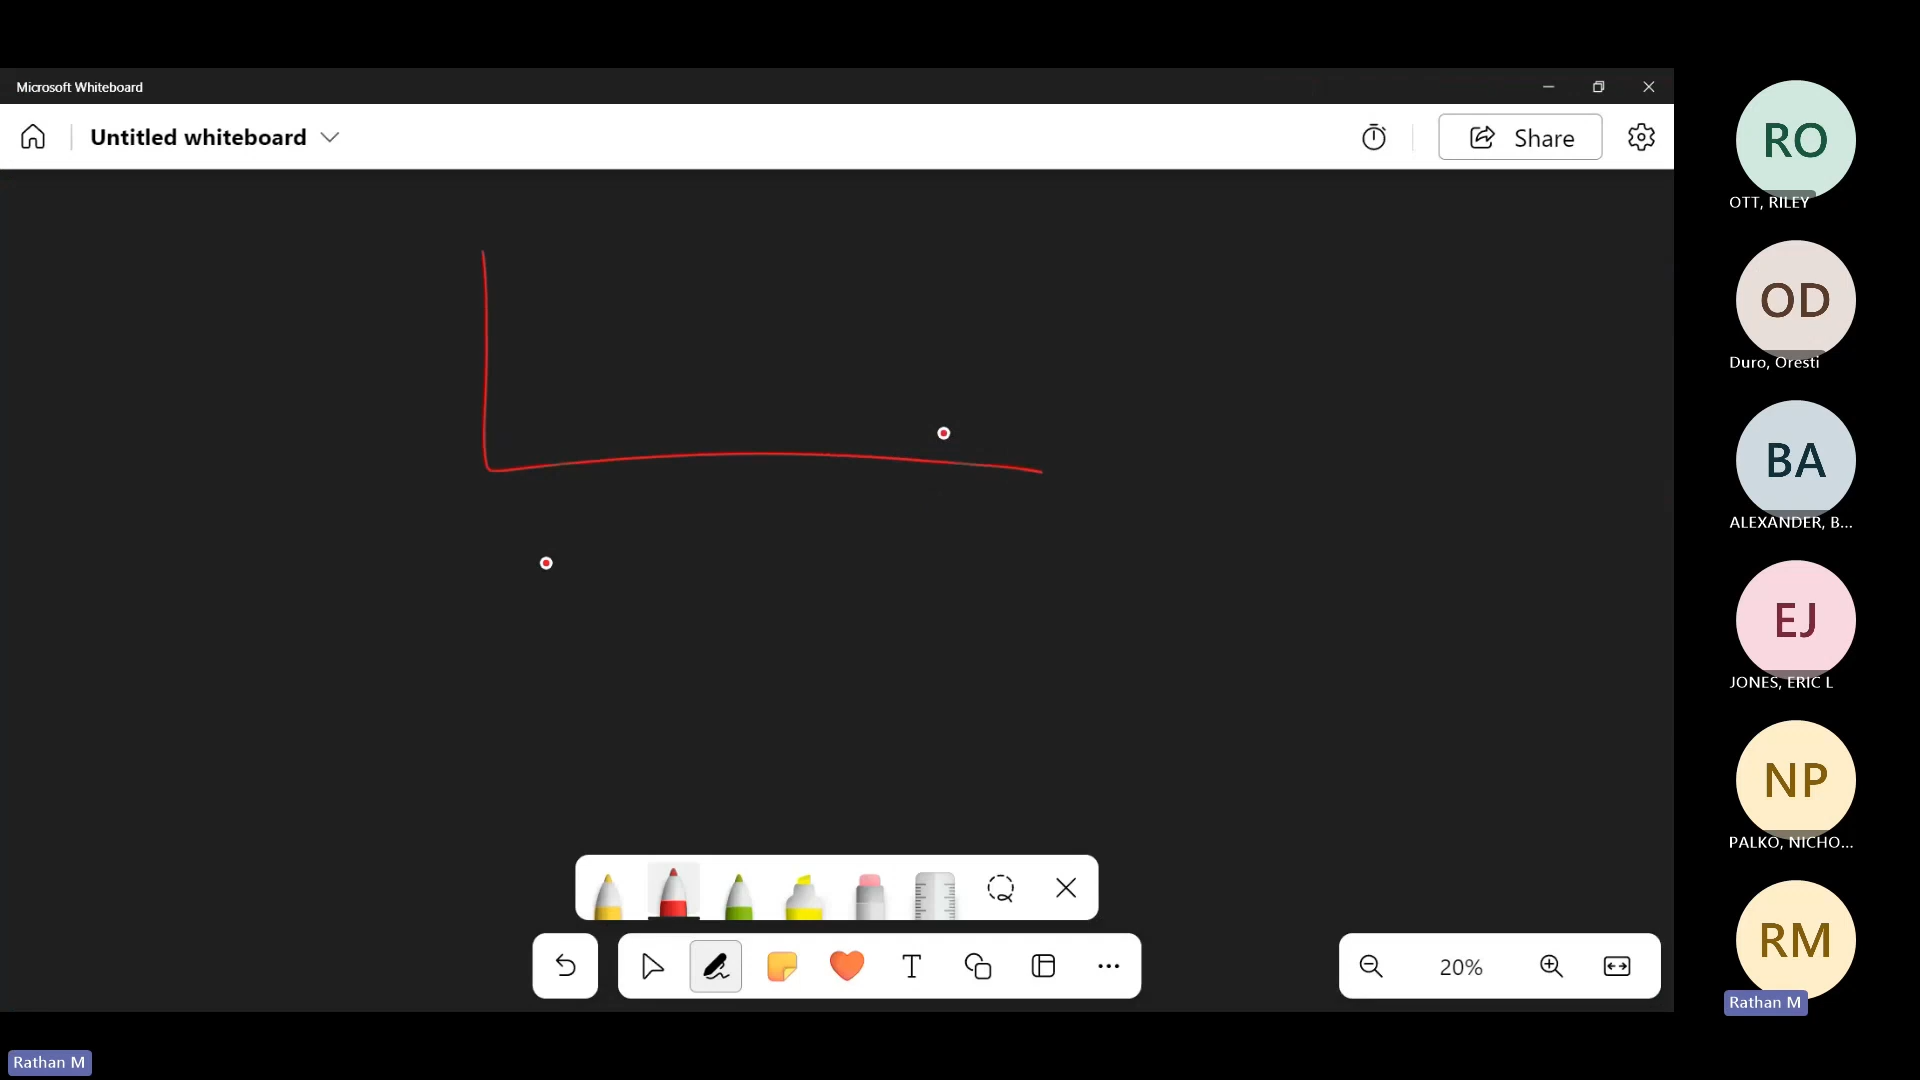 Microsoft Whiteboard
Untitled whiteboard
Share
RO
OTT, RILEY
OD
Duro, Oresti
BA
ALEXANDER, B...
EJ
JONES, ERIC L
NP
PALKO, NICHO...
RM
Rathan M
T
20%
Rathan M